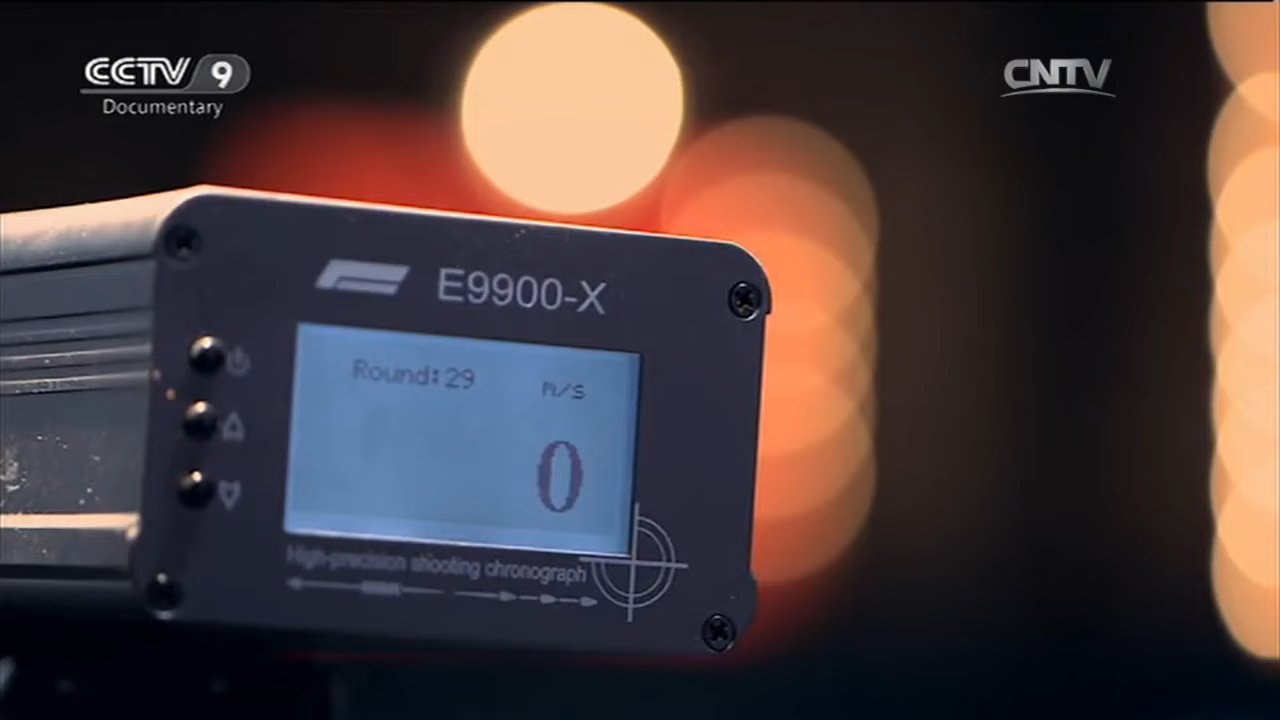 CCTV 9
Documentary
CNTV
E9900-X
Round:29
M/S
0
High-precision shooting chronograph